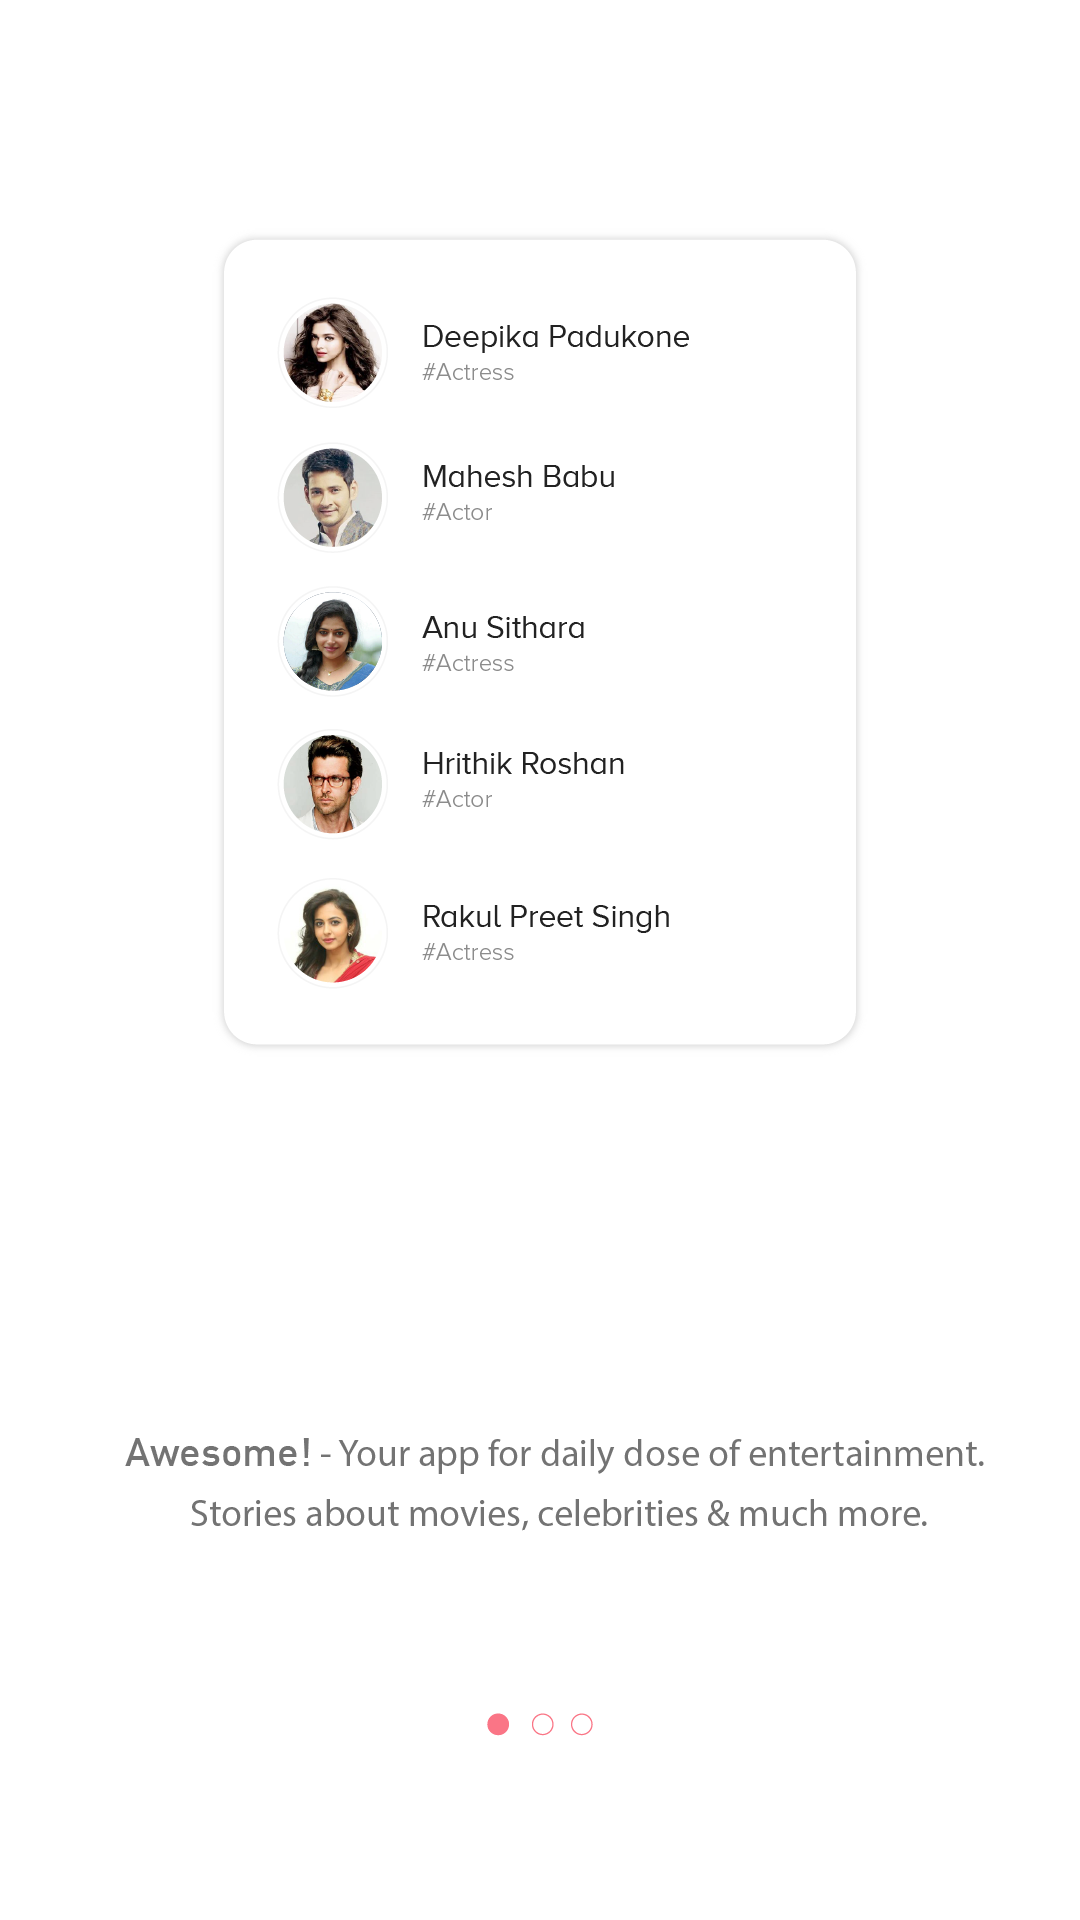 Deepika Padukone
#Actress
Mahesh Babu
#Actor
Anu Sithara
#Actress
Hrithik Roshan
#Actor
Rakul Preet Singh
#Actress
Awesome! - Your app for daily dose of entertainment.
Stories about movies, celebrities & much more.